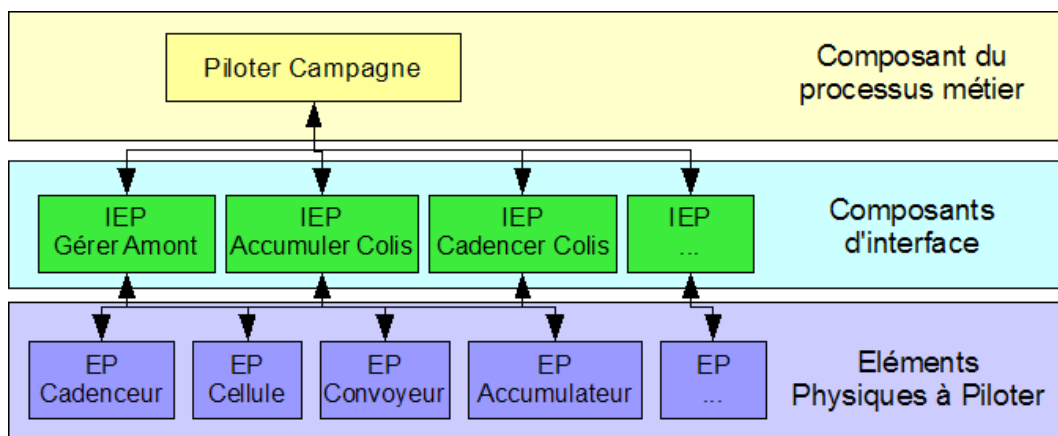 Piloter Campagne
Composant du
processus métier
IEP
Gérer Amont
IEP
Accumuler Colis
IEP
Cadencer Colis
IEP
...
Composants
d'interface
EP
Cadenceur
EP
Cellule
EP
Convoyeur
EP
Accumulateur
EP
...
Eléments
Physiques à Piloter